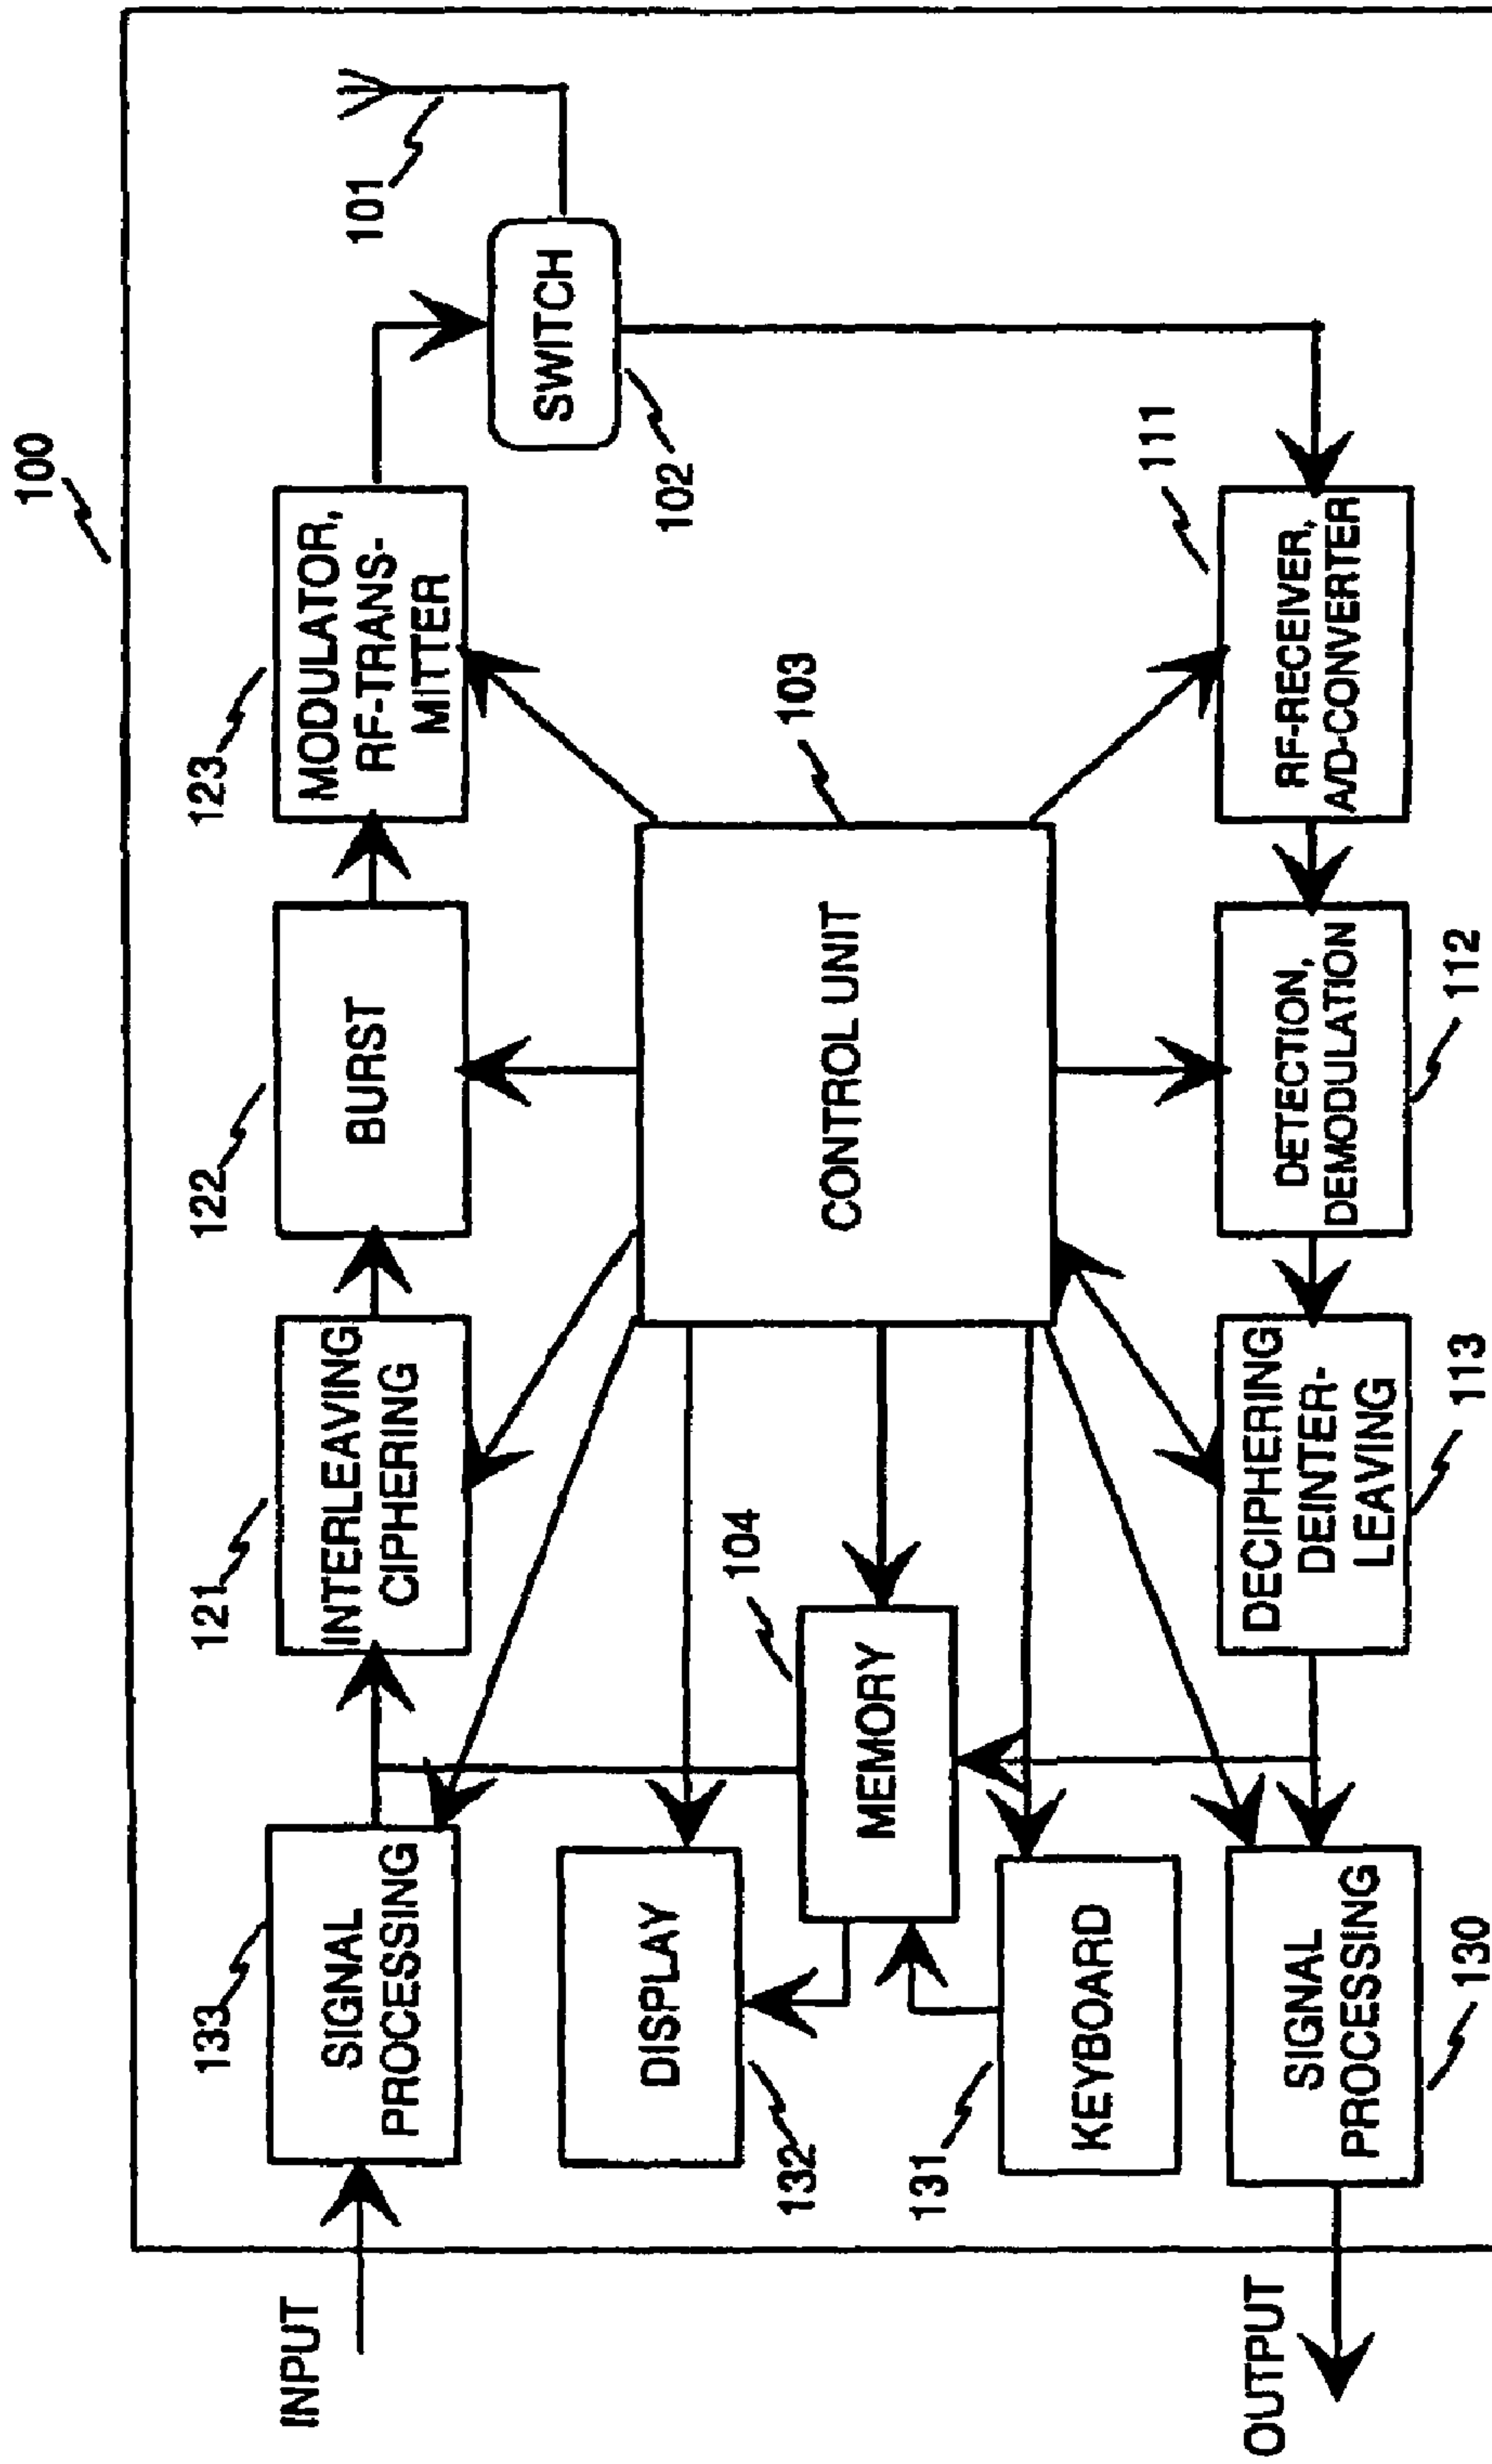 100
INPUT
133
SIGNAL
PROCESSING
121
INTERLEAVING
CIPHERING
122
BURST
123
MODULATOR,
RF-TRANS-
MITTER
101
SWITCH
102
DISPLAY
132
104
MEMORY
CONTROL UNIT
103
131
KEYBOARD
OUTPUT
SIGNAL
PROCESSING
130
DECIPHERING
DEINTER-
LEAVING
113
DETECTION,
DEMODULATION
112
111
RF-RECEIVER,
A/D-CONVERTER